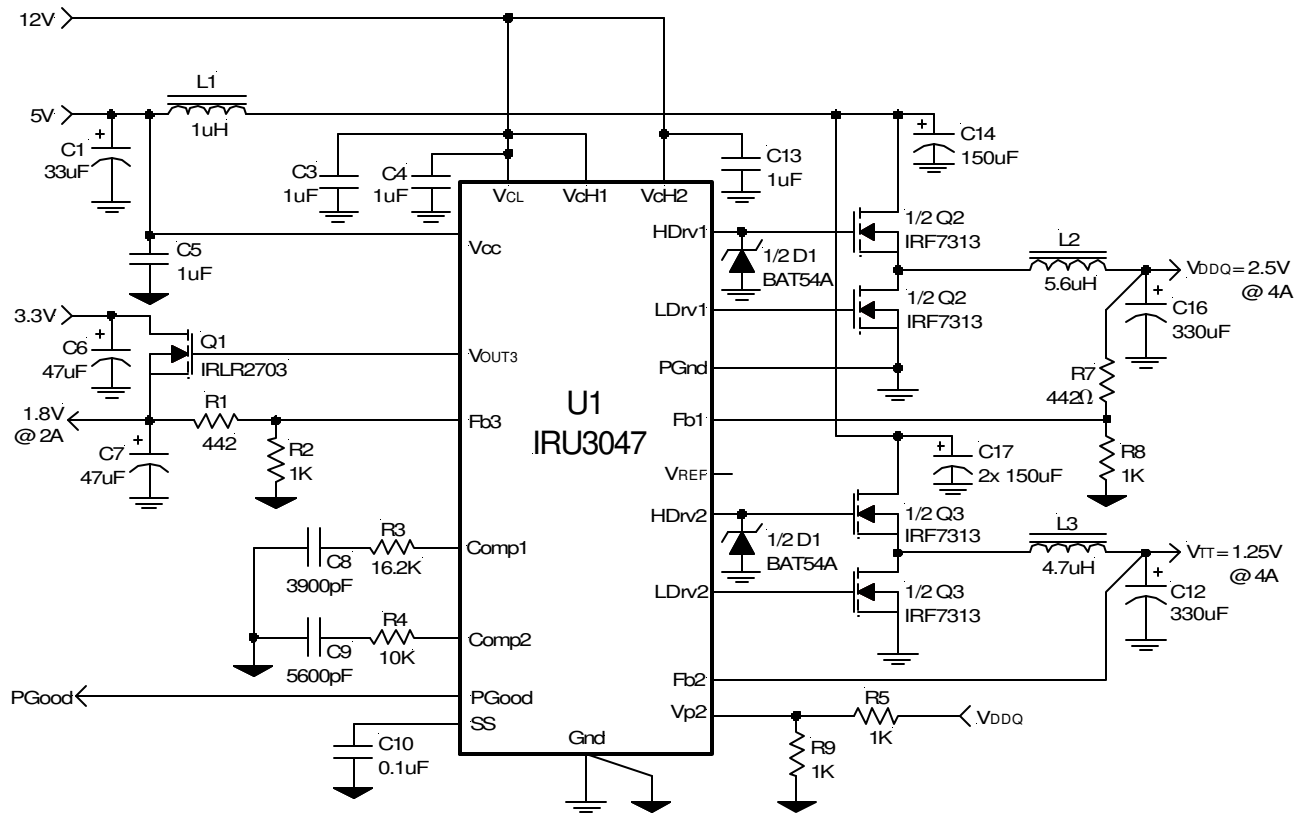 12V
L1
5V
1uH
C1
33uF
C3
1uF
C4
1uF
C13
1uF
C14
150uF
VCL
VcH1
VcH2
C5
1uF
Vcc
HDrv1
1/2 D1
BAT54A
1/2 Q2
IRF7313
L2
5.6uH
VDDQ = 2.5V
@ 4A
3.3V
C6
47uF
Q1
IRLR2703
VOUT3
LDrv1
1/2 Q2
IRF7313
C16
330uF
PGnd
R7
442Ω
1.8V
@ 2A
R1
442
Fb3
U1
IRU3047
Fb1
C7
47uF
R2
1K
R8
1K
C17
2x 150uF
VREF
HDrv2
1/2 D1
BAT54A
1/2 Q3
IRF7313
L3
4.7uH
VTT = 1.25V
@ 4A
C8
3900pF
R3
16.2K
Comp1
LDrv2
1/2 Q3
IRF7313
C12
330uF
C9
5600pF
R4
10K
Comp2
Fb2
PGood
PGood
SS
Vp2
R5
1K
VDDQ
C10
0.1uF
Gnd
R9
1K